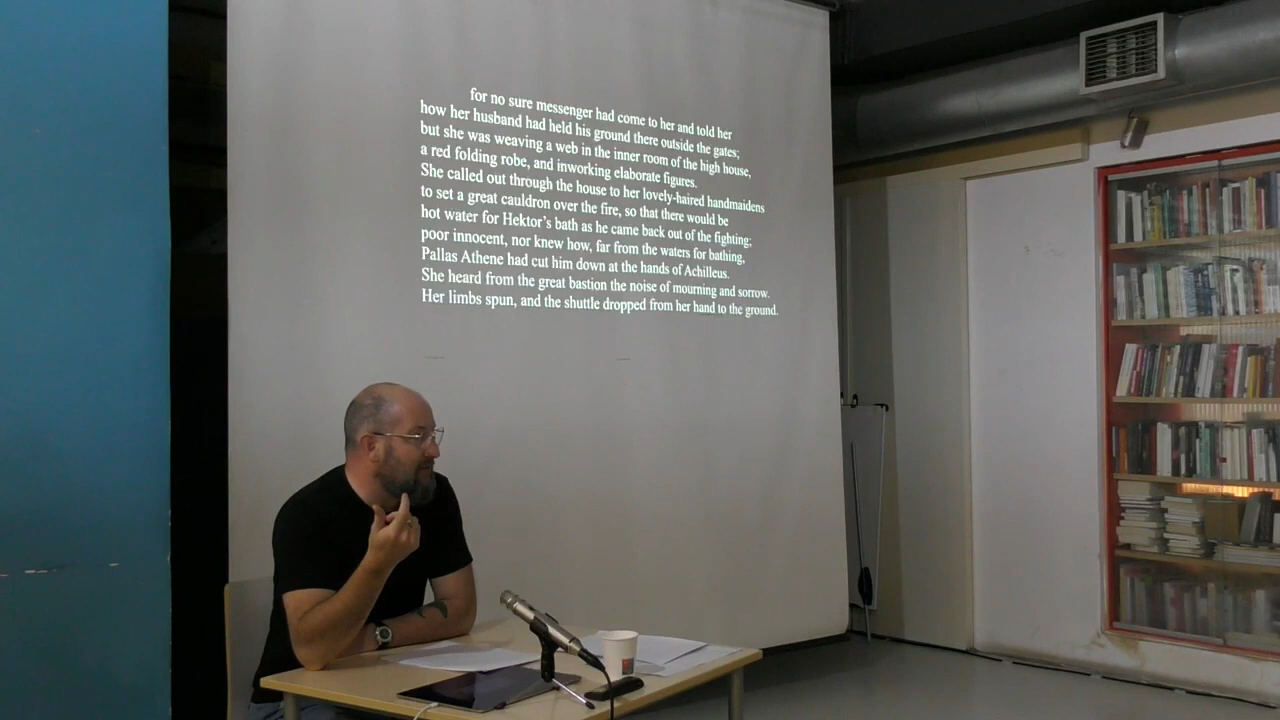 for no sure messenger had come to her and told her
how her husband had held his ground there outside the gates;
but she was weaving a web in the inner room of the high house,
a red folding robe, and inworking elaborate figures.
She called out through the house to her lovely-haired handmaidens
to set a great cauldron over the fire, so that there would be
hot water for Hektor's bath as he came back out of the fighting;
poor innocent, nor knew how, far from the waters for bathing,
Pallas Athene had cut him down at the hands of Achilleus.
She heard from the great bastion the noise of mourning and sorrow.
Her limbs spun, and the shuttle dropped from her hand to the ground.